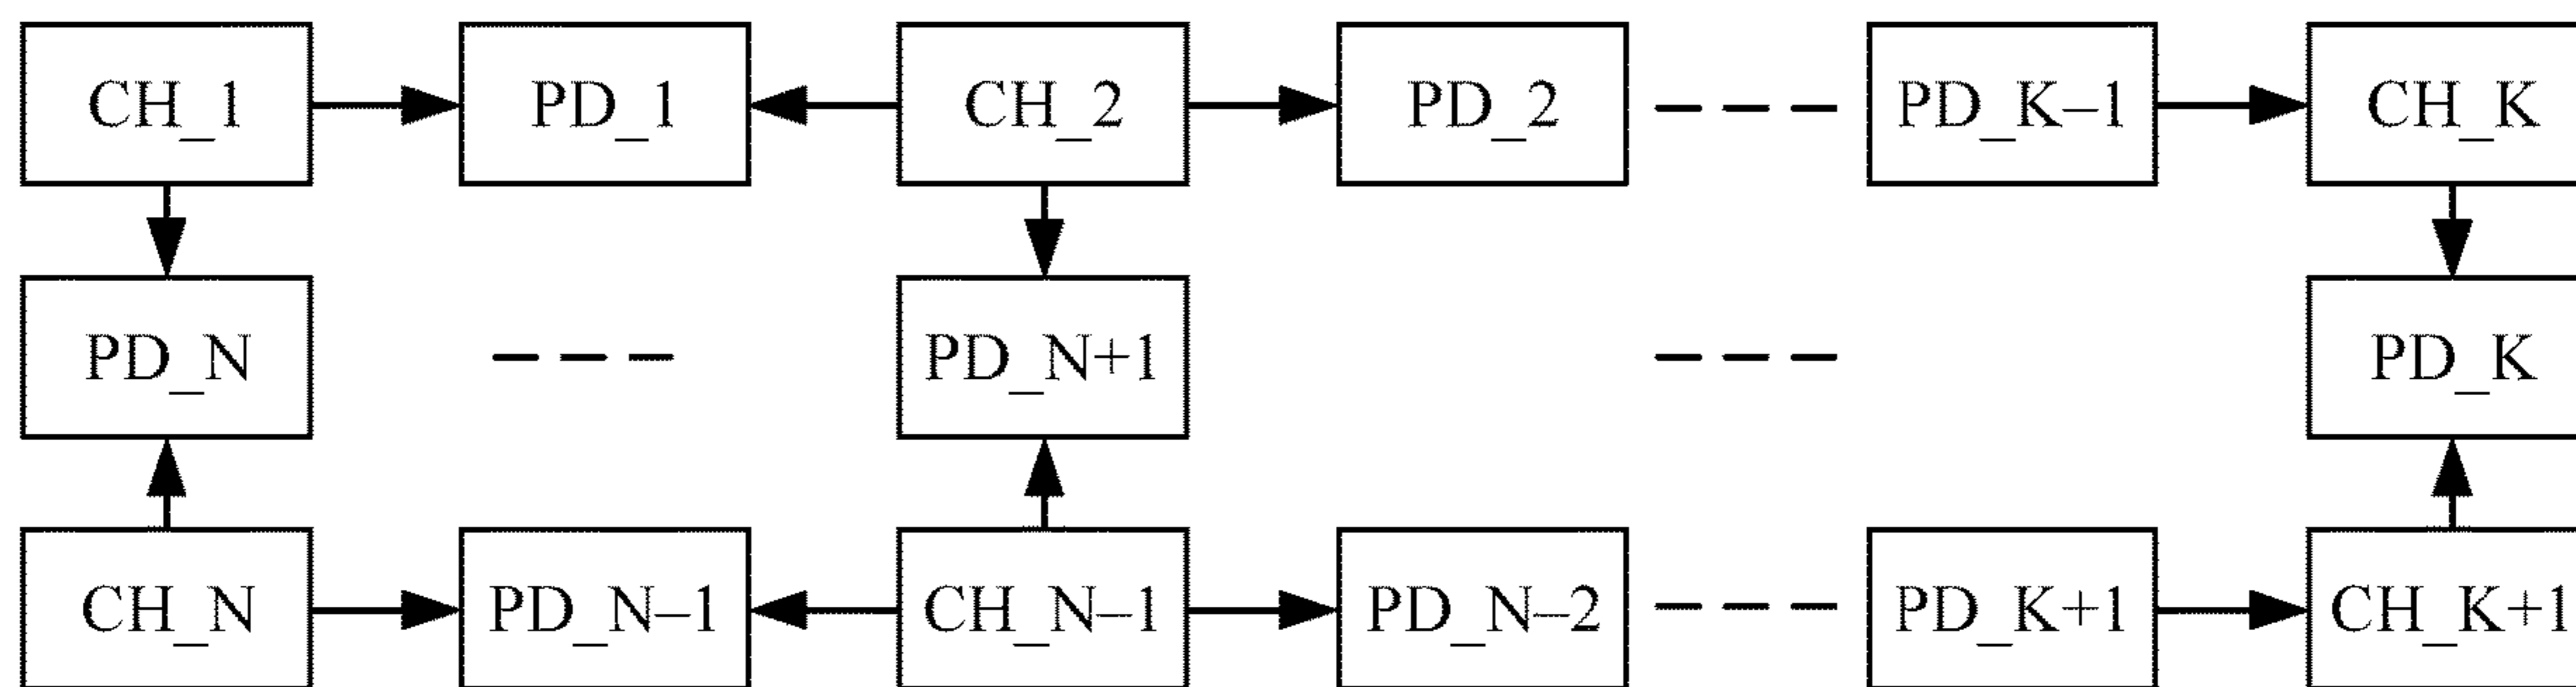 CH_1 PD_1 CH_2 PD_2 PD_K–1 CH_K
PD_N PD_N+1 PD_K
CH_N PD_N–1 CH_N–1 PD_N–2 PD_K+1 CH_K+1